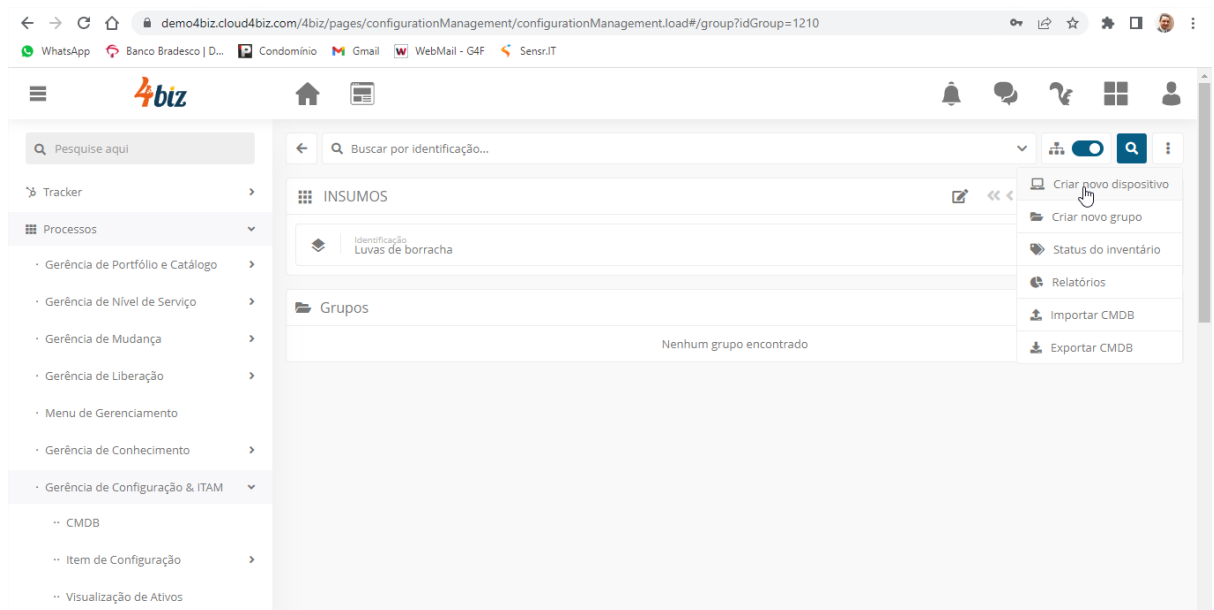 demo4biz.cloud4biz.com/4biz/pages/configurationManagement/configurationManagement.load#/group?idGroup=1210
WhatsApp Banco Bradesco | D... Condomínio Gmail WebMail - G4F Sensr.IT
4biz
Pesquise aqui
Buscar por identificação...
Tracker
INSUMOS
Criar novo dispositivo
Processos
Criar novo grupo
Identificação
Luvas de borracha
Status do inventário
Gerência de Portfólio e Catálogo
Relatórios
Gerência de Nível de Serviço
Grupos
Importar CMDB
Gerência de Mudança
Nenhum grupo encontrado
Exportar CMDB
Gerência de Liberação
Menu de Gerenciamento
Gerência de Conhecimento
Gerência de Configuração & ITAM
CMDB
Item de Configuração
Visualização de Ativos